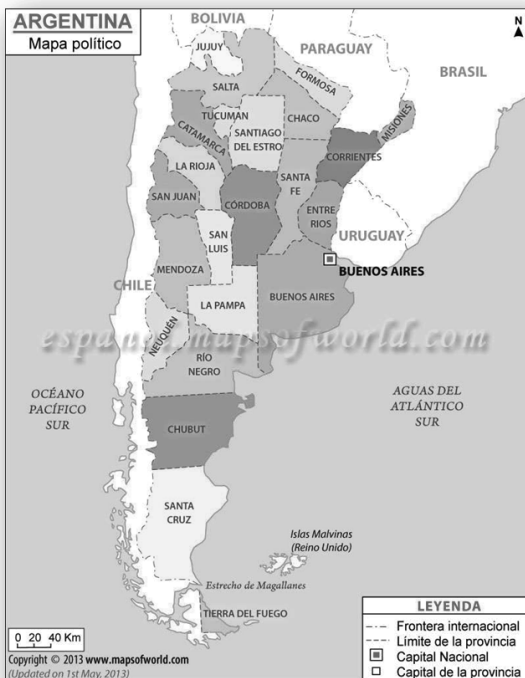 ARGENTINA
Mapa político
BOLIVIA
N
JUJUY
PARAGUAY
BRASIL
FORMOSA
SALTA
TUCUMAN
CHACO
MISIONES
CATAMARCA
SANTIAGO
DEL ESTRO
CORRIENTES
LA RIOJA
SANTA
FE
SAN JUAN
CÓRDOBA
ENTRE
RIOS
SAN
LUIS
URUGUAY
MENDOZA
BUENOS AIRES
CHILE
LA PAMPA
BUENOS AIRES
NEUQUÉN
RÍO
NEGRO
OCÉANO
PACÍFICO
SUR
AGUAS DEL
ATLÁNTICO
SUR
CHUBUT
SANTA
CRUZ
Islas Malvinas
(Reino Unido)
Estrecho de Magallanes
TIERRA DEL FUEGO
LEYENDA
Frontera internacional
Límite de la provincia
Capital Nacional
Capital de la provincia
0 20 40 Km
Copyright © 2013 www.mapsofworld.com
(Updated on 1st May, 2013)